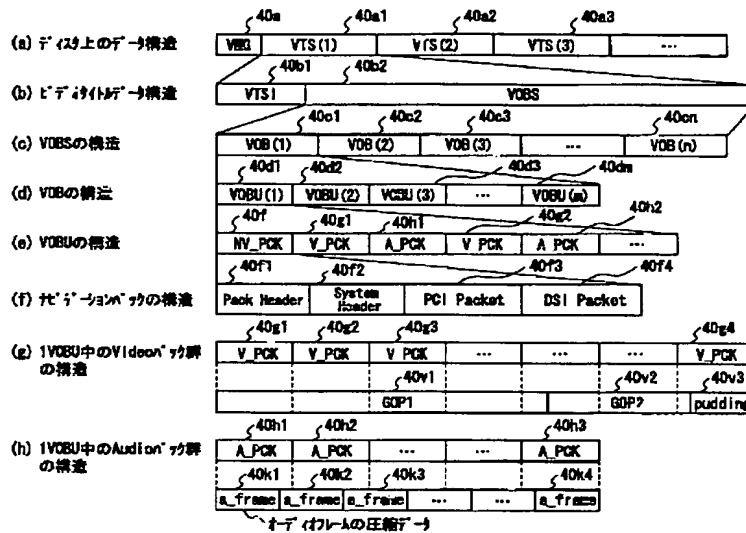 40a 40a1 40a2 40a3
(a) ディスク上のデータ構造 VMG VTS(1) VTS(2) VTS(3) ...
40b1 40b2
(b) ビデオタイトルデータ構造 VTSI VOBS
40c1 40c2 40c3 40cn
(c) VOBSの構造 VOB(1) VOB(2) VOB(3) ... VOB(n)
40d1 40d2 40d3 40dm
(d) VOBの構造 VOBU(1) VOBU(2) VOBU(3) ... VOBU(m)
40f 40g1 40h1 40g2 40h2
(e) VOBUの構造 NV_PCK V_PCK A_PCK V_PCK A_PCK ...
40f1 40f2 40f3 40f4
(f) ナビゲーションパックの構造 Pack Header System Header PCI Packet DSI Packet
40g1 40g2 40g3 40g4
(g) 1VOBU中のVideoパック群の構造 V_PCK V_PCK V_PCK ... ... ... V_PCK
40v1 40v2 40v3
GOP1 GOP2 pudding
40h1 40h2 40h3
(h) 1VOBU中のAudioパック群の構造 A_PCK A_PCK ... ... A_PCK
40k1 40k2 40k3 40k4
a_frame a_frame a_frame ... ... a_frame
オーディオフレームの圧縮データ